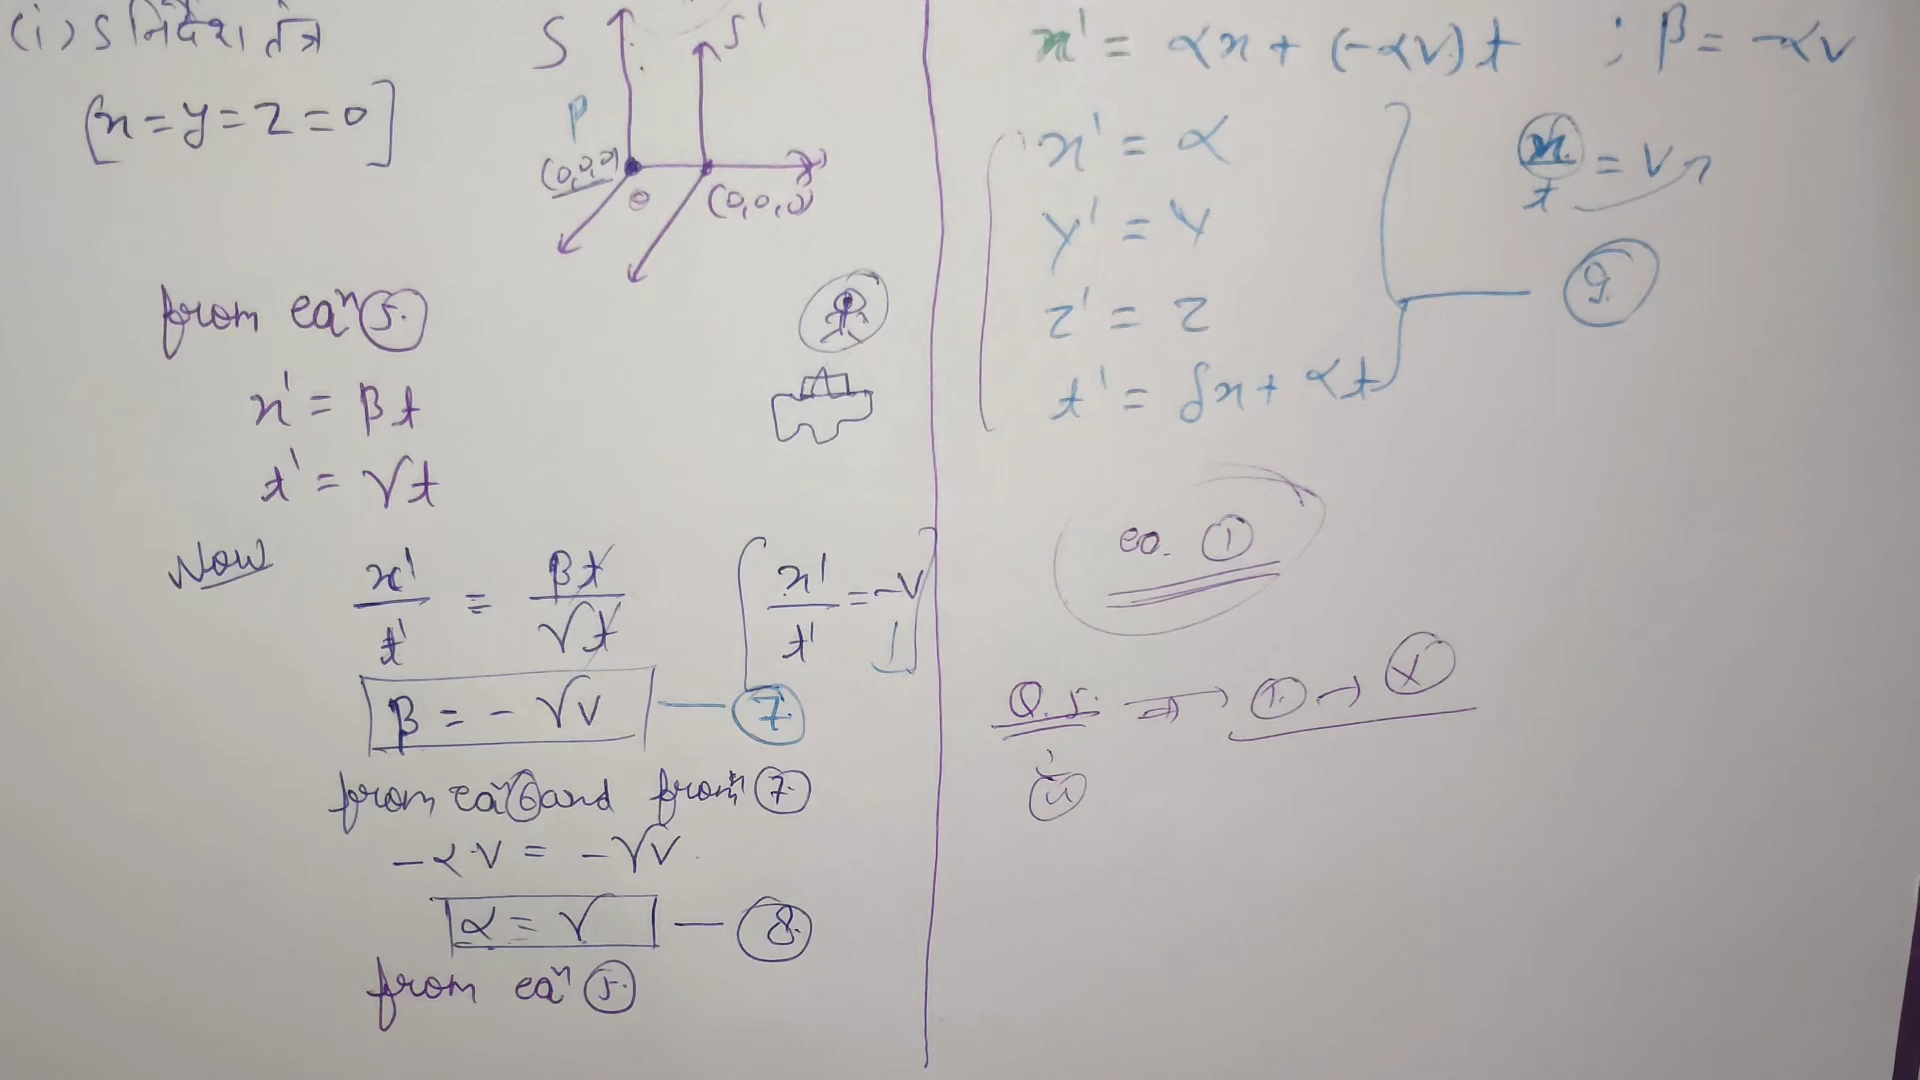 (i) S निर्देश तंत्र
[x = y = z = 0]
S
S'
P
(0,0,0)
(0,0,0)
from eqⁿ (5.)
x' = βt
t' = γt
Now x'/t' = βt/γt [x'/t' = -v]
β = - γv — (7.)
from eqⁿ (6) and from (7.)
-αv = -γv
α = γ — (8.)
from eqⁿ (5.)
x' = αx + (-αv)t ; β = -αv
x' = α
x/t = v
y' = y
z' = z — (9.)
t' = δx + αt
eq. (1)
Q.5. ⇒ (1.) → (x)